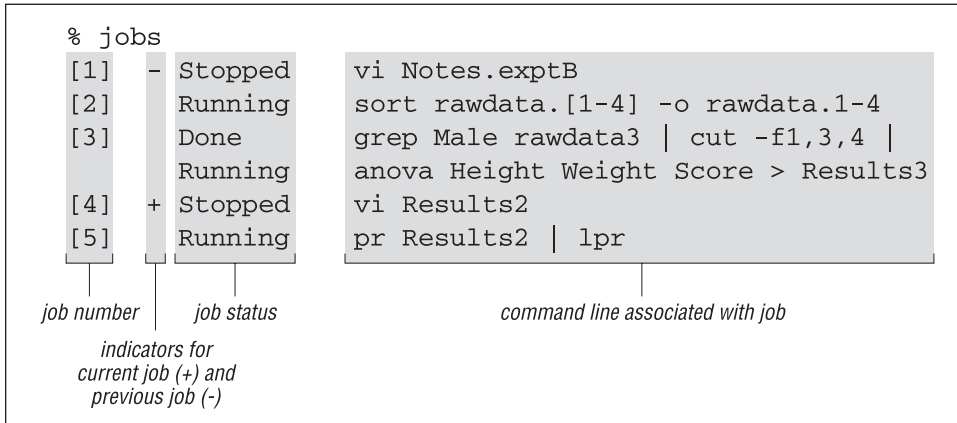 % jobs
[1] - Stopped vi Notes.exptB
[2] Running sort rawdata.[1-4] -o rawdata.1-4
[3] Done grep Male rawdata3 | cut -f1,3,4 |
Running anova Height Weight Score > Results3
[4] + Stopped vi Results2
[5] Running pr Results2 | lpr
job number job status command line associated with job
indicators for
current job (+) and
previous job (-)